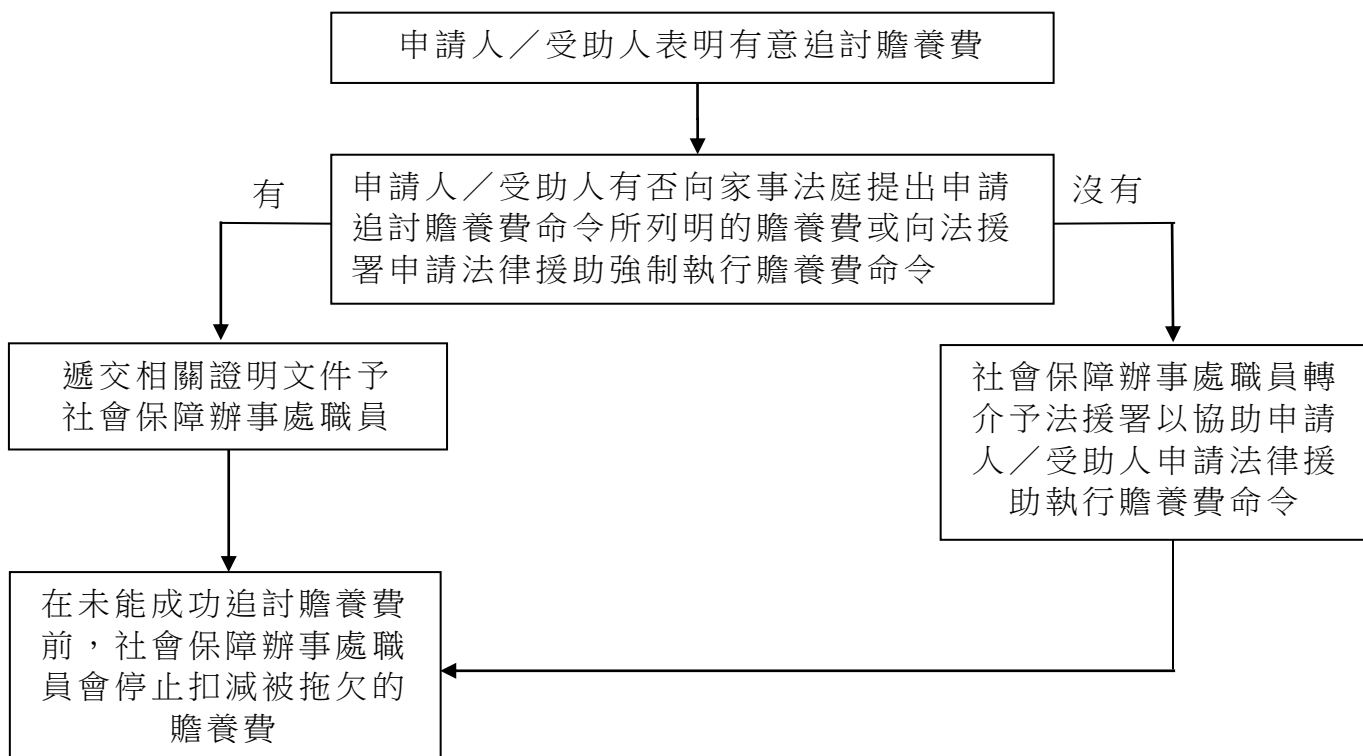 申請人／受助人表明有意追討贍養費
有
申請人／受助人有否向家事法庭提出申請
追討贍養費命令所列明的贍養費或向法援
署申請法律援助強制執行贍養費命令
沒有
遞交相關證明文件予
社會保障辦事處職員
社會保障辦事處職員轉
介予法援署以協助申請
人／受助人申請法律援
助執行贍養費命令
在未能成功追討贍養費
前，社會保障辦事處職
員會停止扣減被拖欠的
贍養費